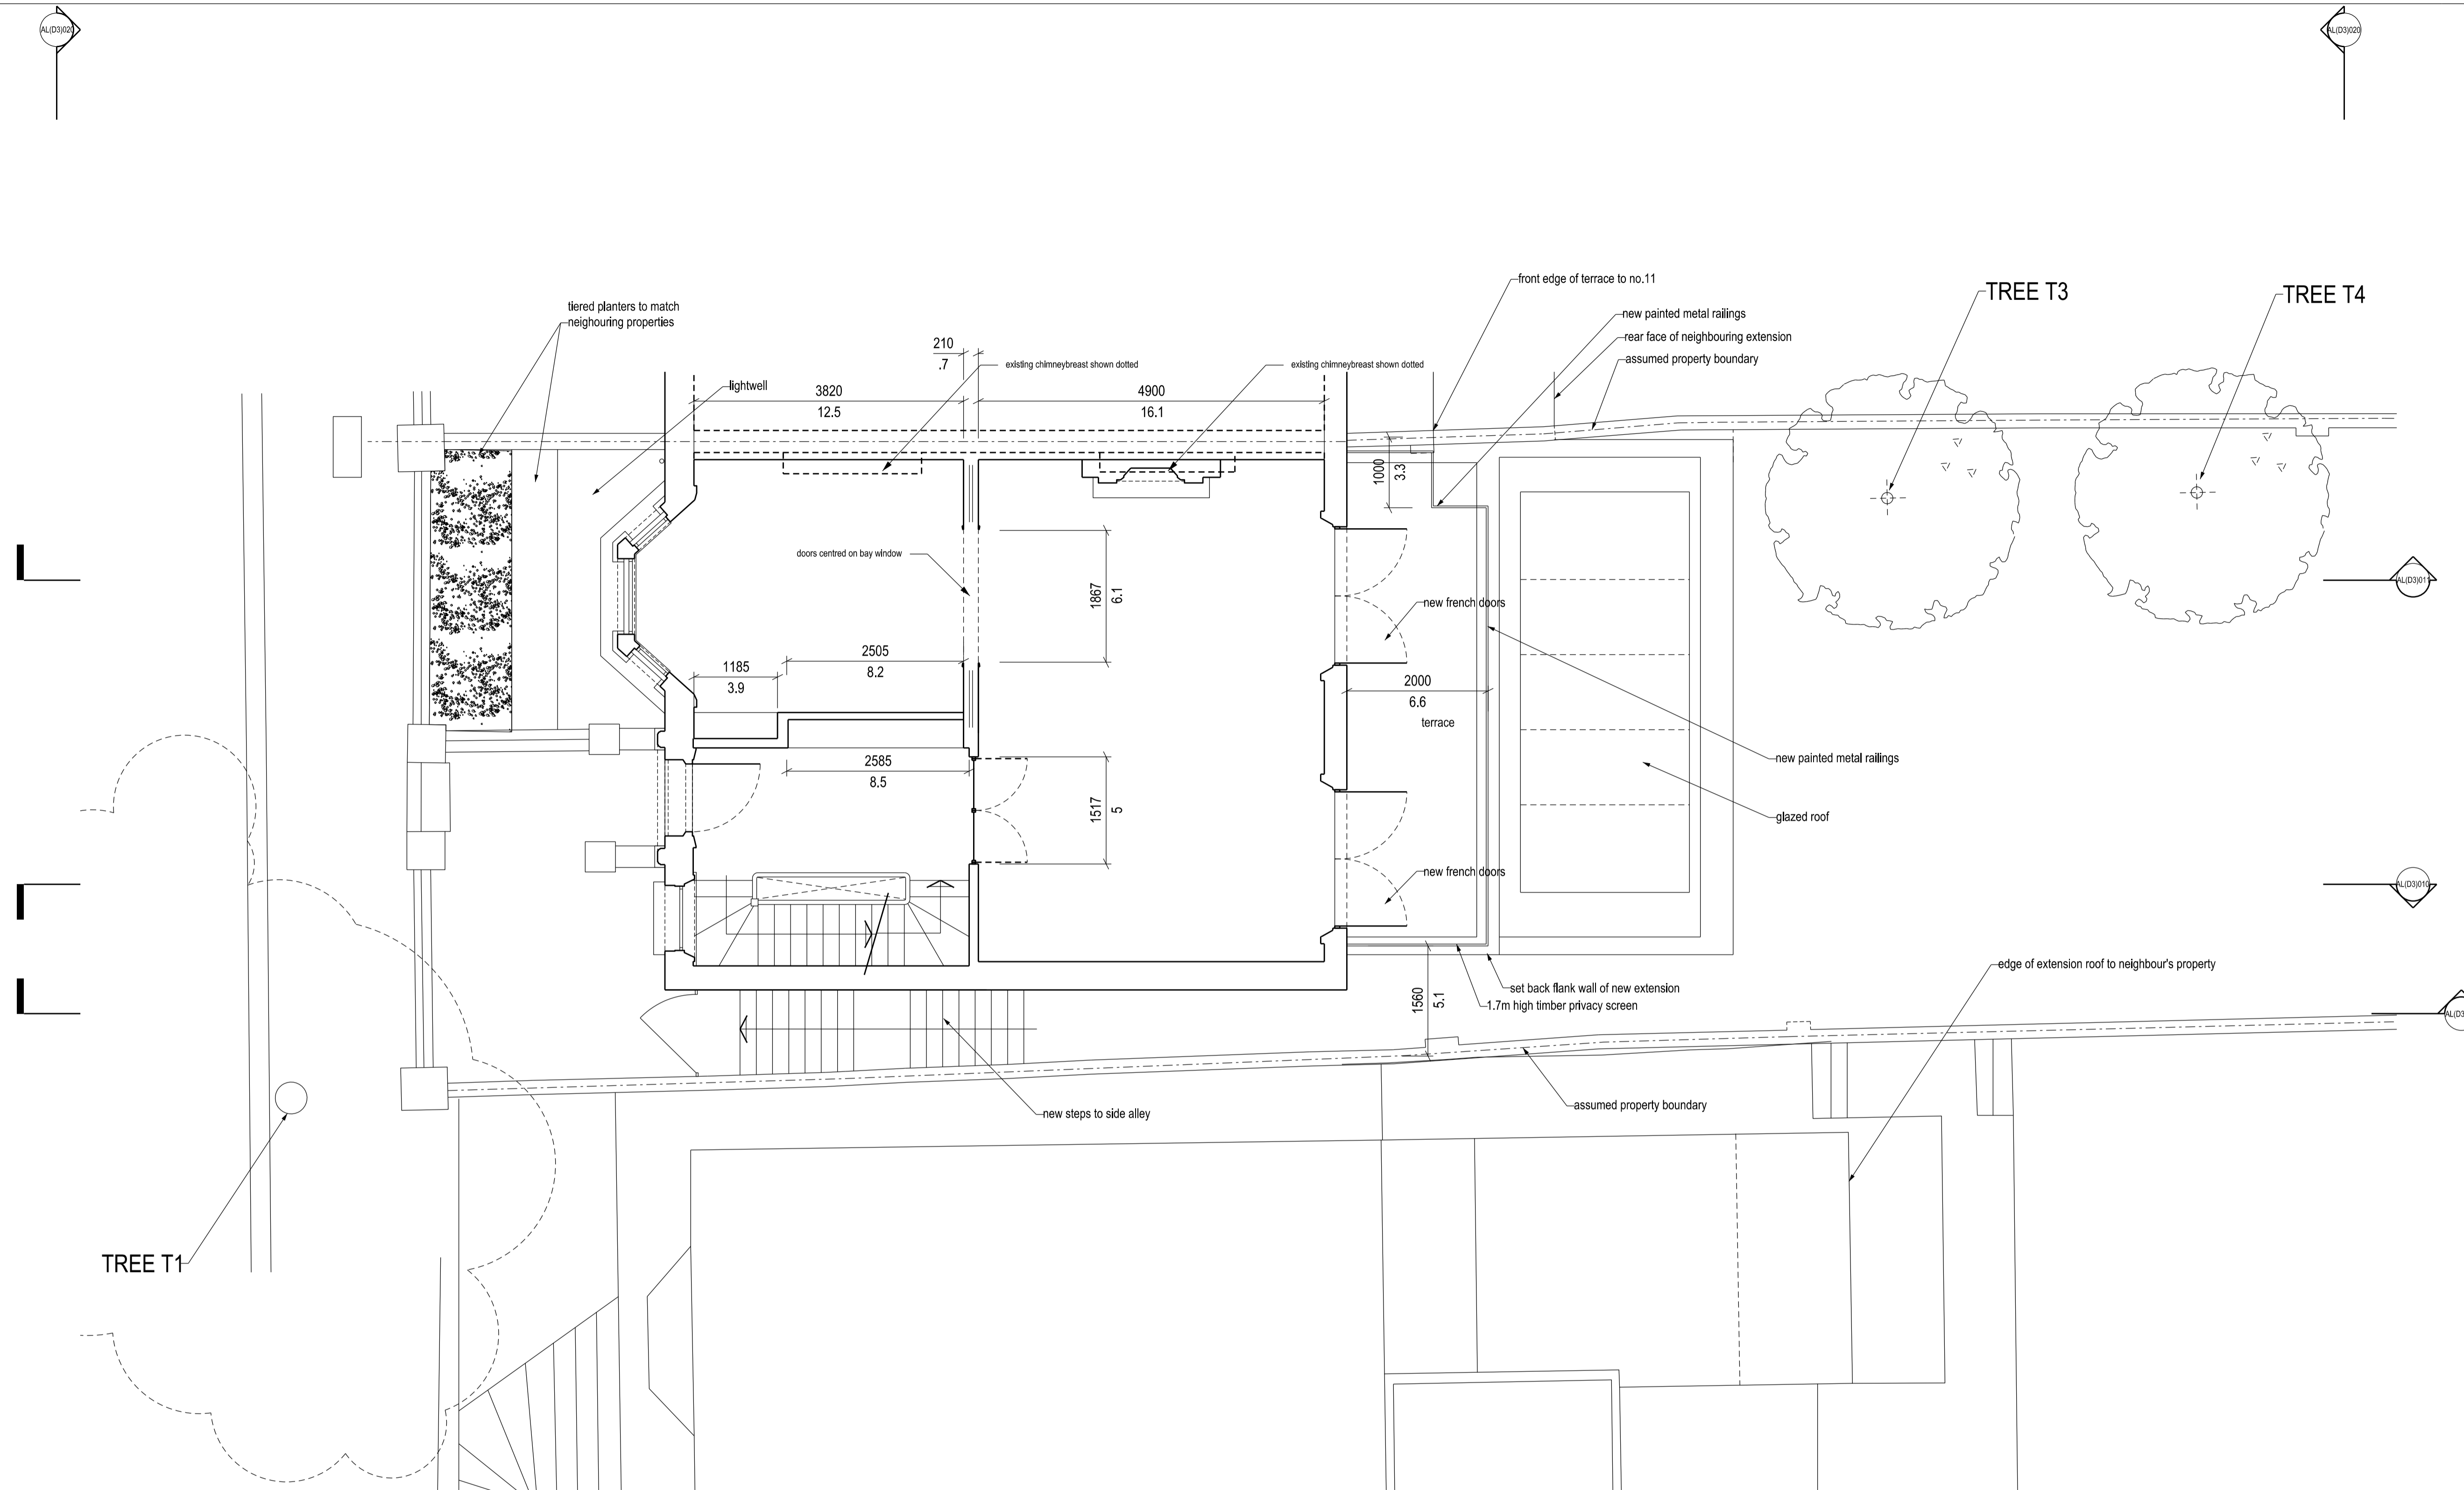 AL(D3)020
AL(D3)020
front edge of terrace to no.11
TREE T3
TREE T4
tiered planters to match
neighouring properties
new painted metal railings
rear face of neighbouring extension
assumed property boundary
210
.7
existing chimneybreast shown dotted
existing chimneybreast shown dotted
lightwell
3820
12.5
4900
16.1
1000
3.3
doors centred on bay window
1867
6.1
new french doors
AL(D3)011
1185
3.9
2505
8.2
2000
6.6
terrace
2585
8.5
1517
5
new painted metal railings
glazed roof
new french doors
AL(D3)010
edge of extension roof to neighbour's property
1560
5.1
set back flank wall of new extension
1.7m high timber privacy screen
AL(D3
new steps to side alley
assumed property boundary
TREE T1